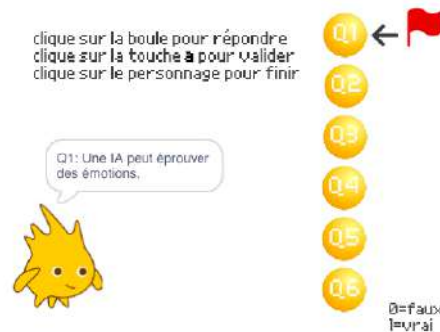 clique sur la boule pour répondre
clique sur la touche a pour valider
clique sur le personnage pour finir
Q1
Q2
Q1: Une IA peut éprouver
des émotions.
Q3
Q4
Q5
Q6
0=faux
1=vrai